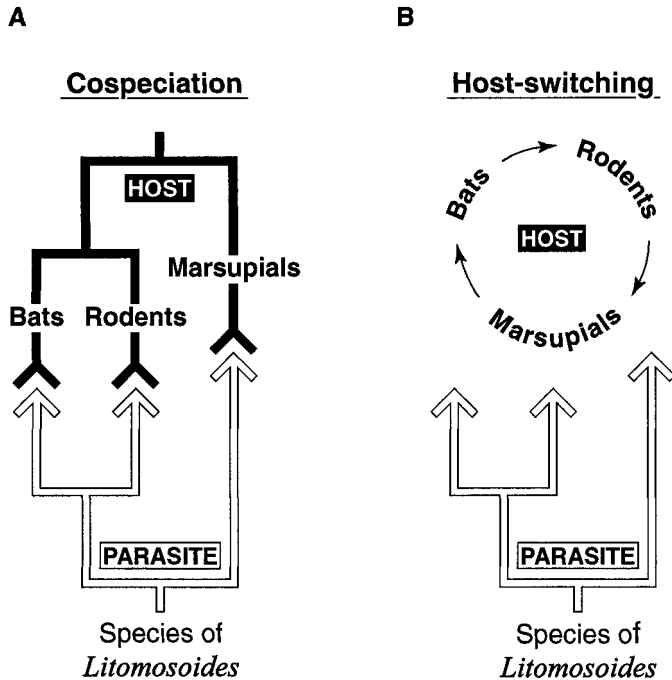 A
Cospeciation
HOST
Marsupials
Bats Rodents
PARASITE
Species of
Litomosoides
B
Host-switching
Bats
Rodents
HOST
Marsupials
PARASITE
Species of
Litomosoides